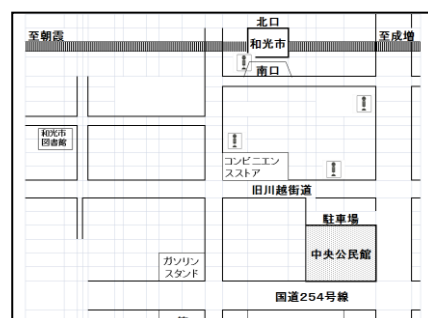 北口
至朝霞
和光市
至成増
南口
和光市
図書館
コンビニエン
スストア
旧川越街道
駐車場
中央公民館
ガソリン
スタンド
国道254号線